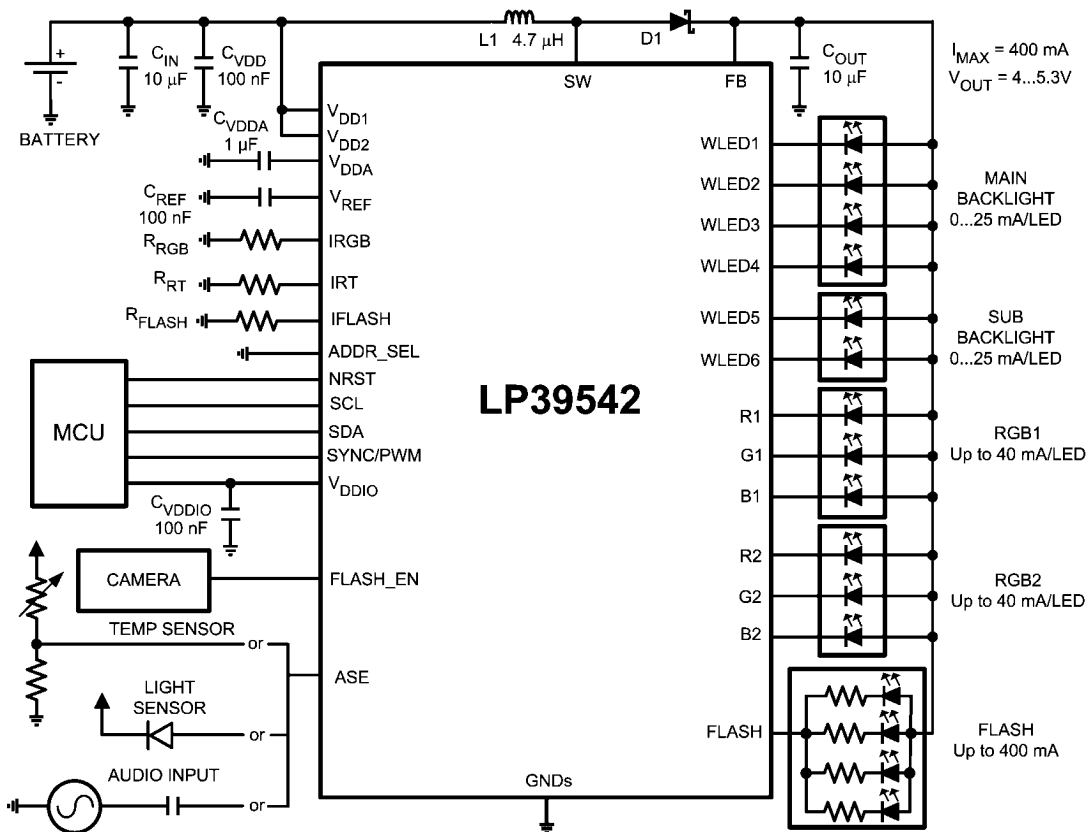 L1 4.7 μH
D1
C_IN
10 μF
C_VDD
100 nF
+
-
BATTERY
SW
FB
C_OUT
10 μF
I_MAX = 400 mA
V_OUT = 4...5.3V
C_VDDA
1 μF
V_DD1
V_DD2
V_DDA
C_REF
100 nF
V_REF
R_RGB
IRGB
R_RT
IRT
R_FLASH
IFLASH
ADDR_SEL
MCU
NRST
SCL
SDA
SYNC/PWM
V_DDIO
C_VDDIO
100 nF
CAMERA
FLASH_EN
TEMP SENSOR
or
ASE
LIGHT
SENSOR
or
AUDIO INPUT
or
LP39542
GNDs
WLED1
WLED2
WLED3
WLED4
MAIN
BACKLIGHT
0...25 mA/LED
WLED5
WLED6
SUB
BACKLIGHT
0...25 mA/LED
R1
G1
B1
RGB1
Up to 40 mA/LED
R2
G2
B2
RGB2
Up to 40 mA/LED
FLASH
FLASH
Up to 400 mA